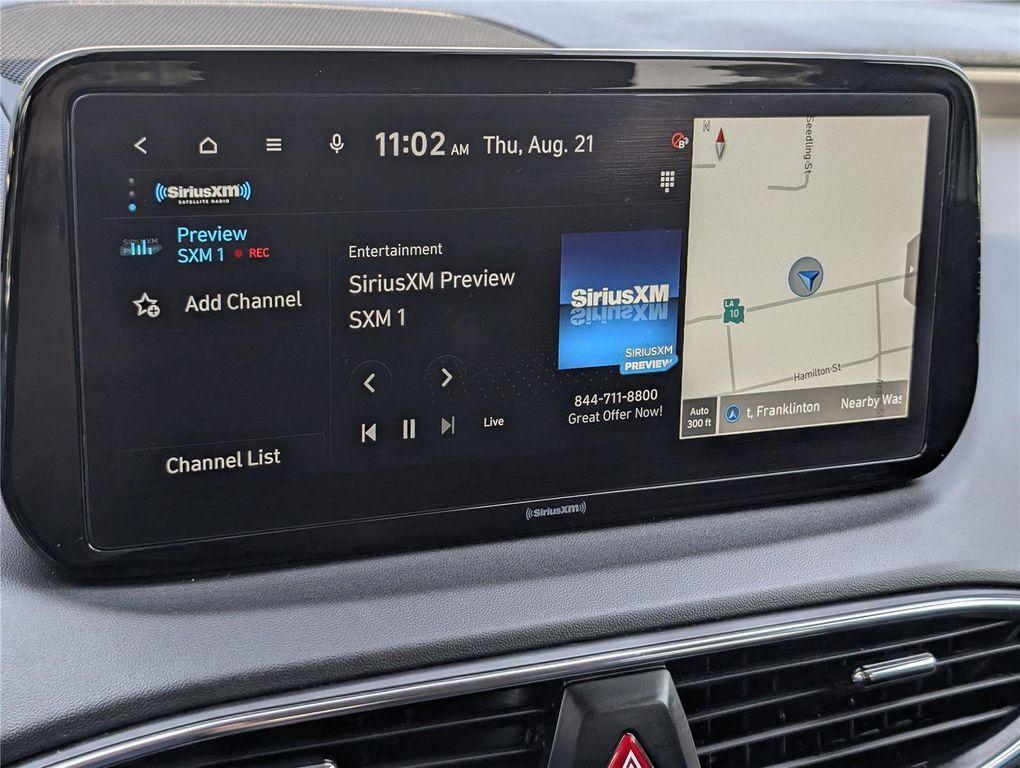 11:02 AM Thu, Aug. 21
SiriusXM
SATELLITE RADIO
Preview
SXM 1 REC
Add Channel
Channel List
Entertainment
SiriusXM Preview
SXM 1
Live
SiriusXM
SIRIUSXM
PREVIEW
844-711-8800
Great Offer Now!
N
Seedling St
LA
10
Hamilton St
Auto
300 ft
t, Franklinton
Nearby Was
SiriusXM